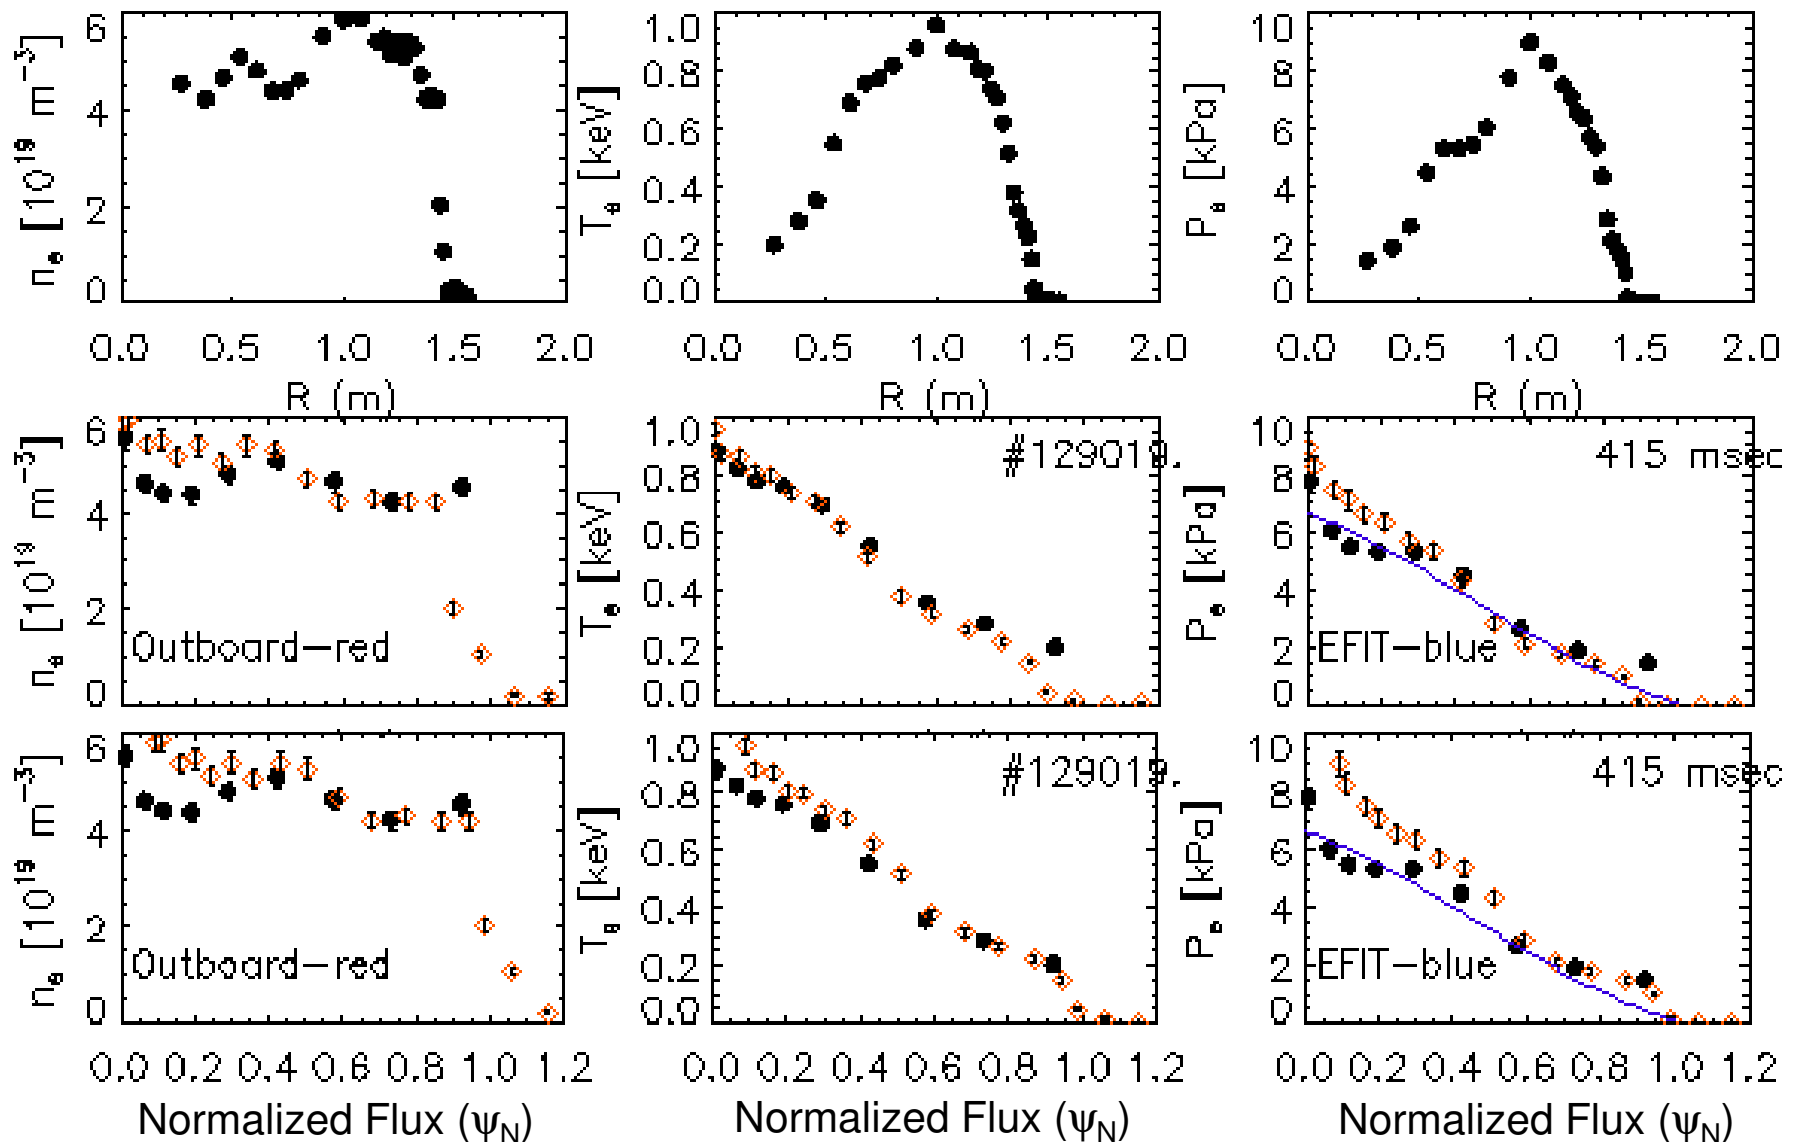 n_e [10^19 m^-3]
6
4
2
0
0.0 0.5 1.0 1.5 2.0
R (m)
T_e [keV]
1.0
0.8
0.6
0.4
0.2
0.0
0.0 0.5 1.0 1.5 2.0
R (m)
P_e [kPa]
10
8
6
4
2
0
0.0 0.5 1.0 1.5 2.0
R (m)
n_e [10^19 m^-3]
6
4
2
0
Outboard-red
T_e [keV]
1.0
0.8
0.6
0.4
0.2
0.0
#129019.
P_e [kPa]
10
8
6
4
2
0
415 msec
EFIT-blue
n_e [10^19 m^-3]
6
4
2
0
Outboard-red
0.0 0.2 0.4 0.6 0.8 1.0 1.2
Normalized Flux (ψ_N)
T_e [keV]
1.0
0.8
0.6
0.4
0.2
0.0
#129019.
0.0 0.2 0.4 0.6 0.8 1.0 1.2
Normalized Flux (ψ_N)
P_e [kPa]
10
8
6
4
2
0
415 msec
EFIT-blue
0.0 0.2 0.4 0.6 0.8 1.0 1.2
Normalized Flux (ψ_N)